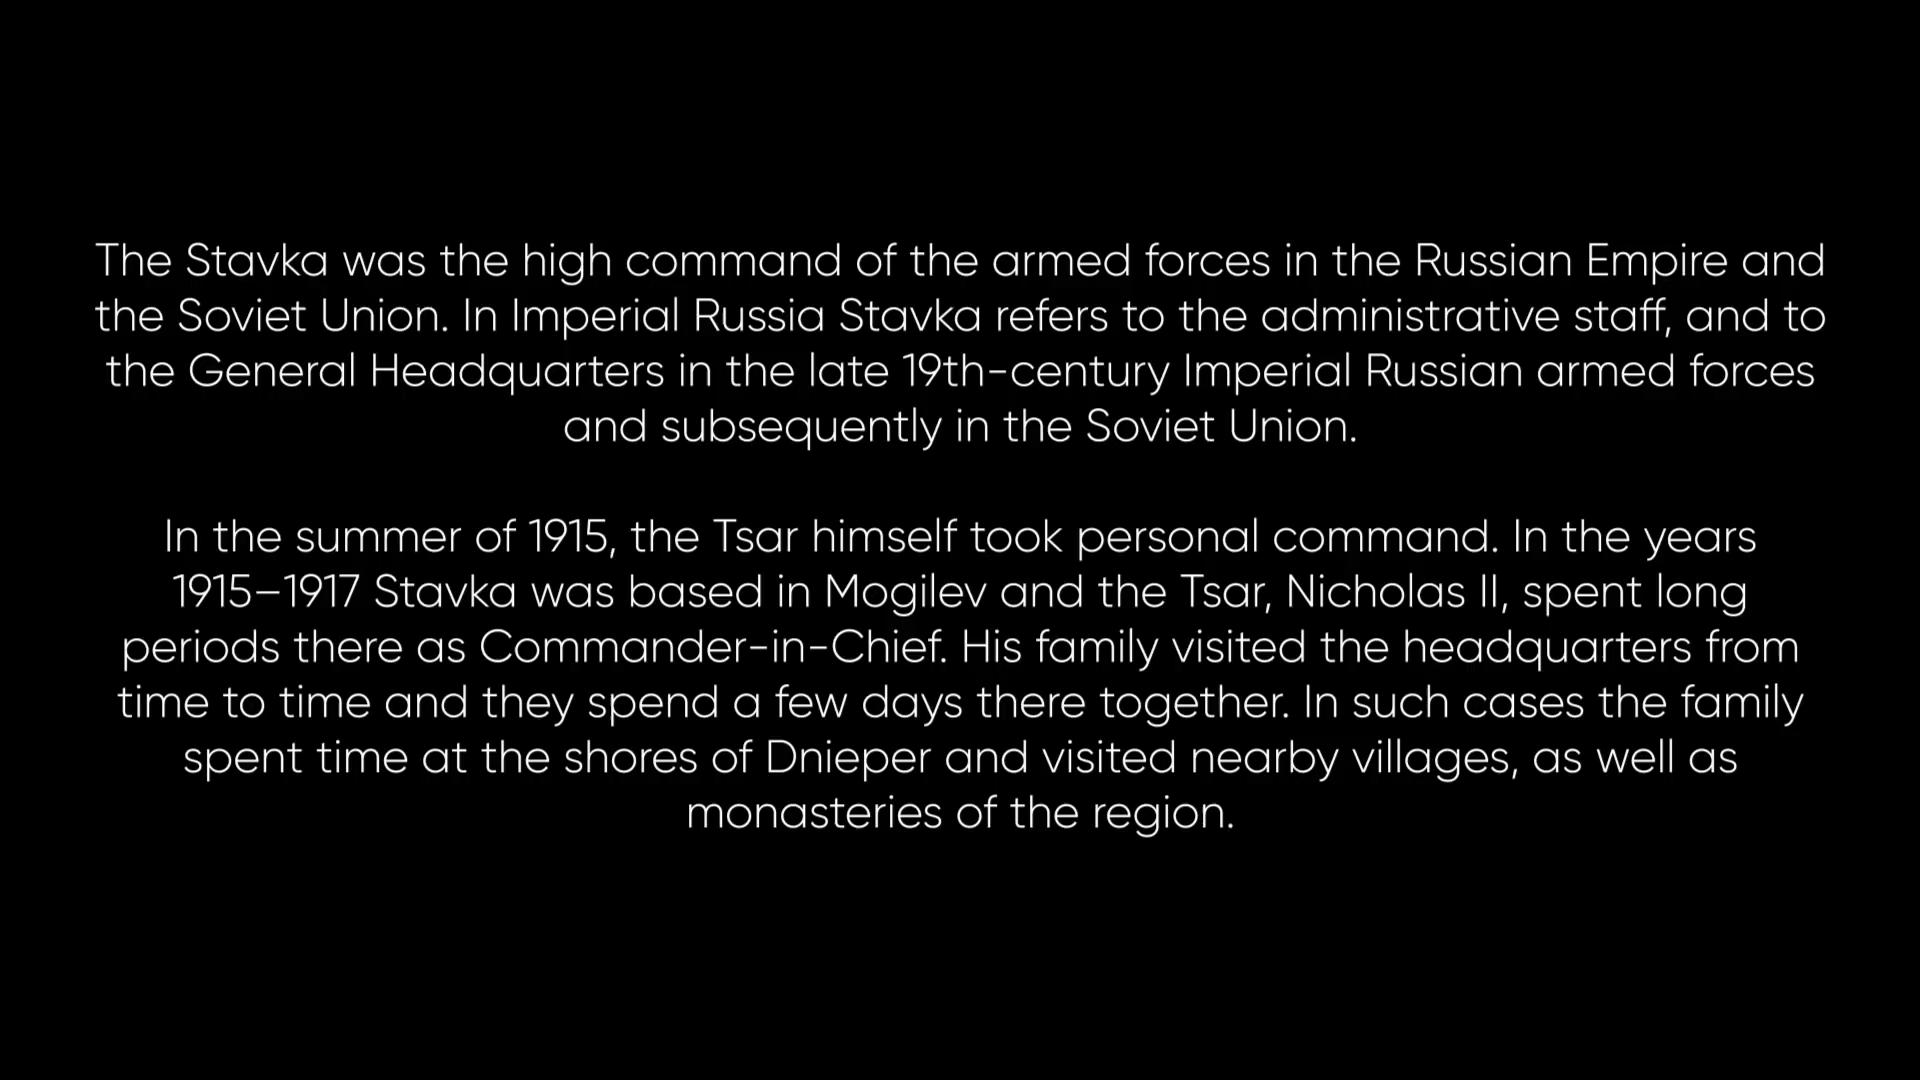 The Stavka was the high command of the armed forces in the Russian Empire and
the Soviet Union. In Imperial Russia Stavka refers to the administrative staff, and to
the General Headquarters in the late 19th-century Imperial Russian armed forces
and subsequently in the Soviet Union.
In the summer of 1915, the Tsar himself took personal command. In the years
1915–1917 Stavka was based in Mogilev and the Tsar, Nicholas II, spent long
periods there as Commander-in-Chief. His family visited the headquarters from
time to time and they spend a few days there together. In such cases the family
spent time at the shores of Dnieper and visited nearby villages, as well as
monasteries of the region.